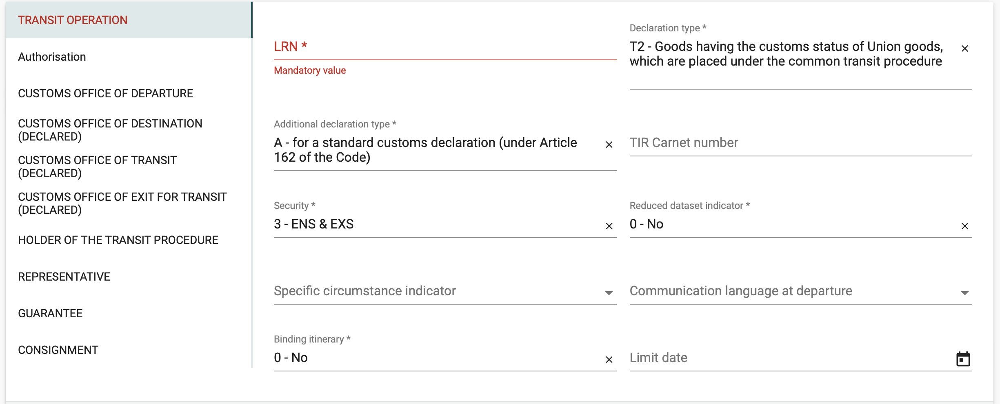 TRANSIT OPERATION
Authorisation
CUSTOMS OFFICE OF DEPARTURE
CUSTOMS OFFICE OF DESTINATION
(DECLARED)
CUSTOMS OFFICE OF TRANSIT
(DECLARED)
CUSTOMS OFFICE OF EXIT FOR TRANSIT
(DECLARED)
HOLDER OF THE TRANSIT PROCEDURE
REPRESENTATIVE
GUARANTEE
CONSIGNMENT
LRN *
Mandatory value
Declaration type *
T2 - Goods having the customs status of Union goods,
which are placed under the common transit procedure
Additional declaration type *
A - for a standard customs declaration (under Article
162 of the Code)
TIR Carnet number
Security *
3 - ENS & EXS
Reduced dataset indicator *
0 - No
Specific circumstance indicator
Communication language at departure
Binding itinerary *
0 - No
Limit date